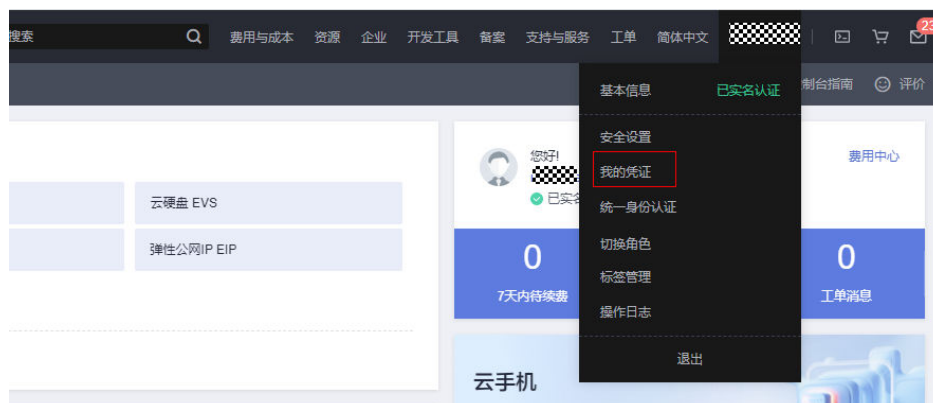 搜索 费用与成本 资源 企业 开发工具 备案 支持与服务 工单 简体中文 23
基本信息 已实名认证 制台指南 评价
安全设置
您好! 费用中心
我的凭证
云硬盘 EVS 已实名 统一身份认证
弹性公网IP EIP 0 切换角色 0
标签管理
7天内待续费 工单消息
操作日志
退出
云手机